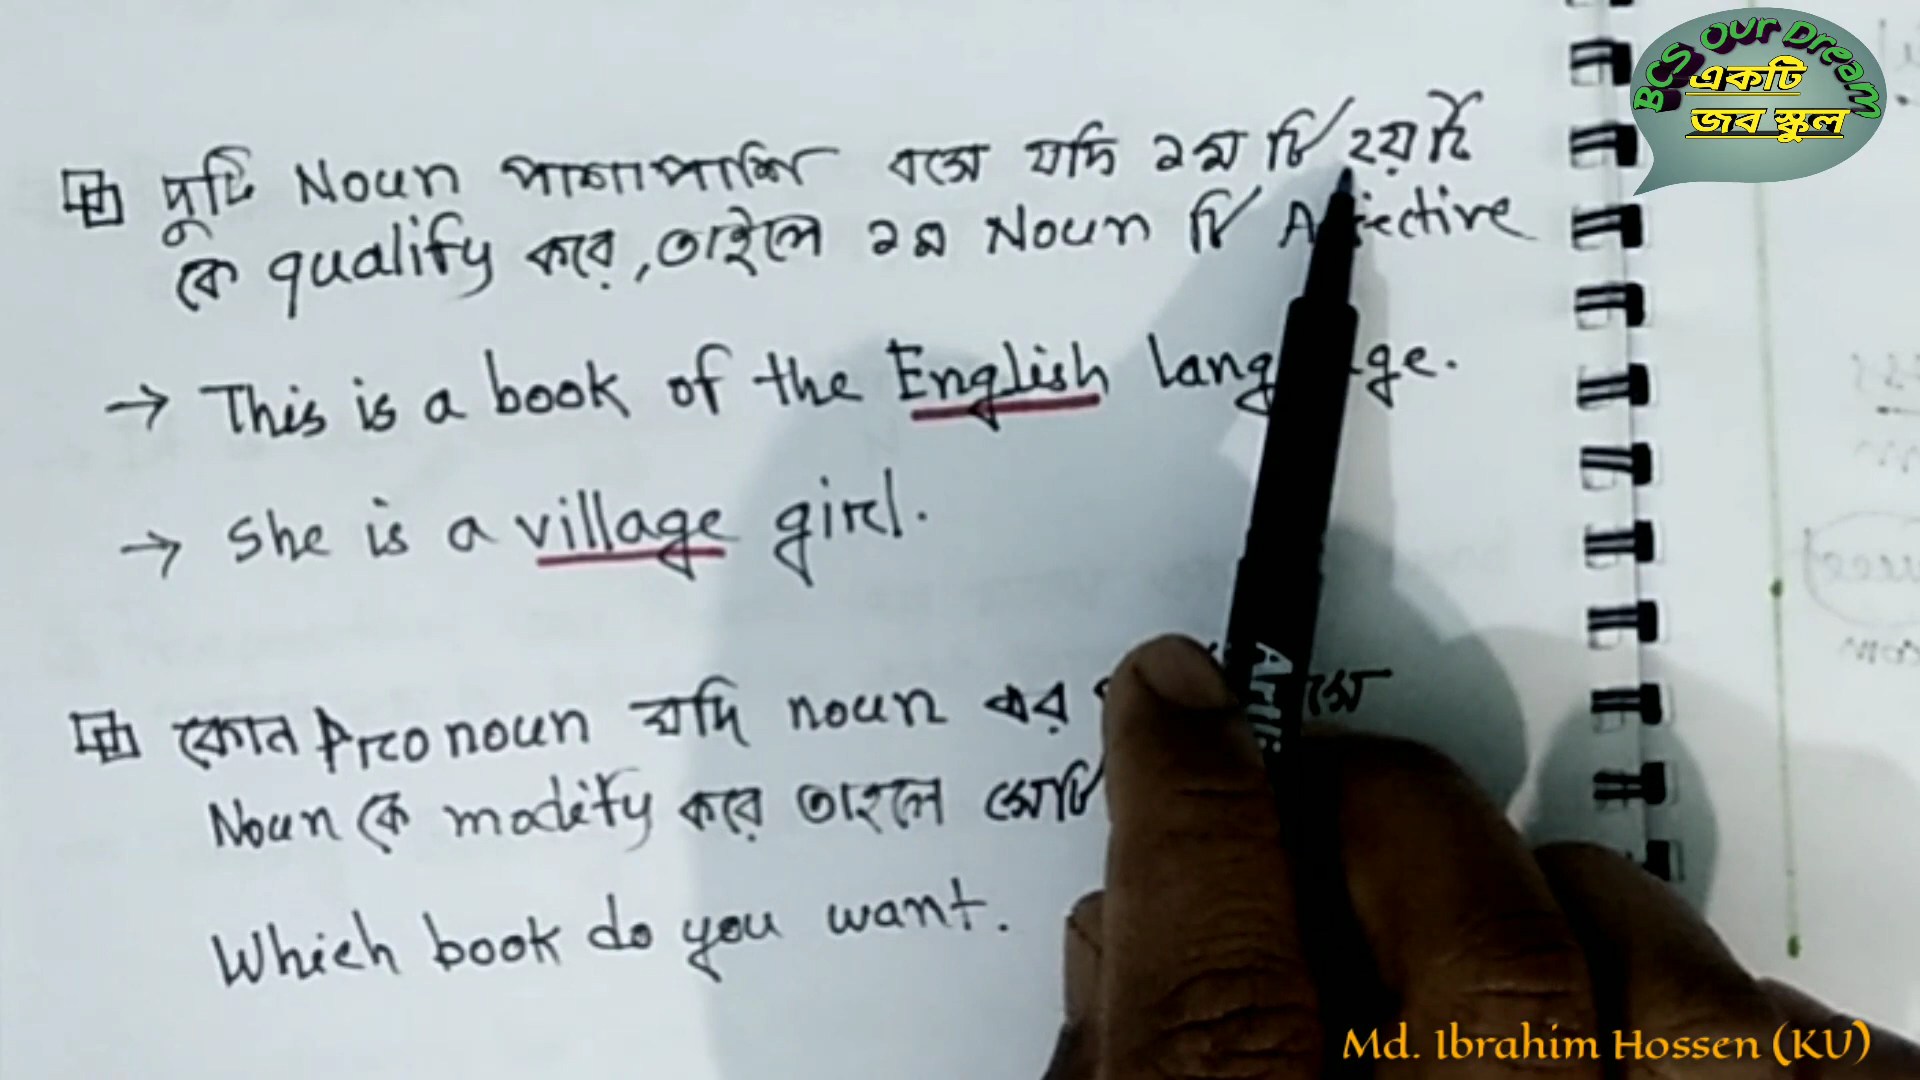 BCS Our Dream
একটি
জব স্কুল
দুটি Noun পাশাপাশি বসে যদি ১ম টি ২য় টি
কে qualify করে, তাহলে ১ম Noun টি Adjective
→ This is a book of the English language.
→ She is a village girl.
কোন Pronoun যদি noun এর
Noun কে modify করে তাহলে সেটি
Which book do you want.
Md. Ibrahim Hossen (KU)